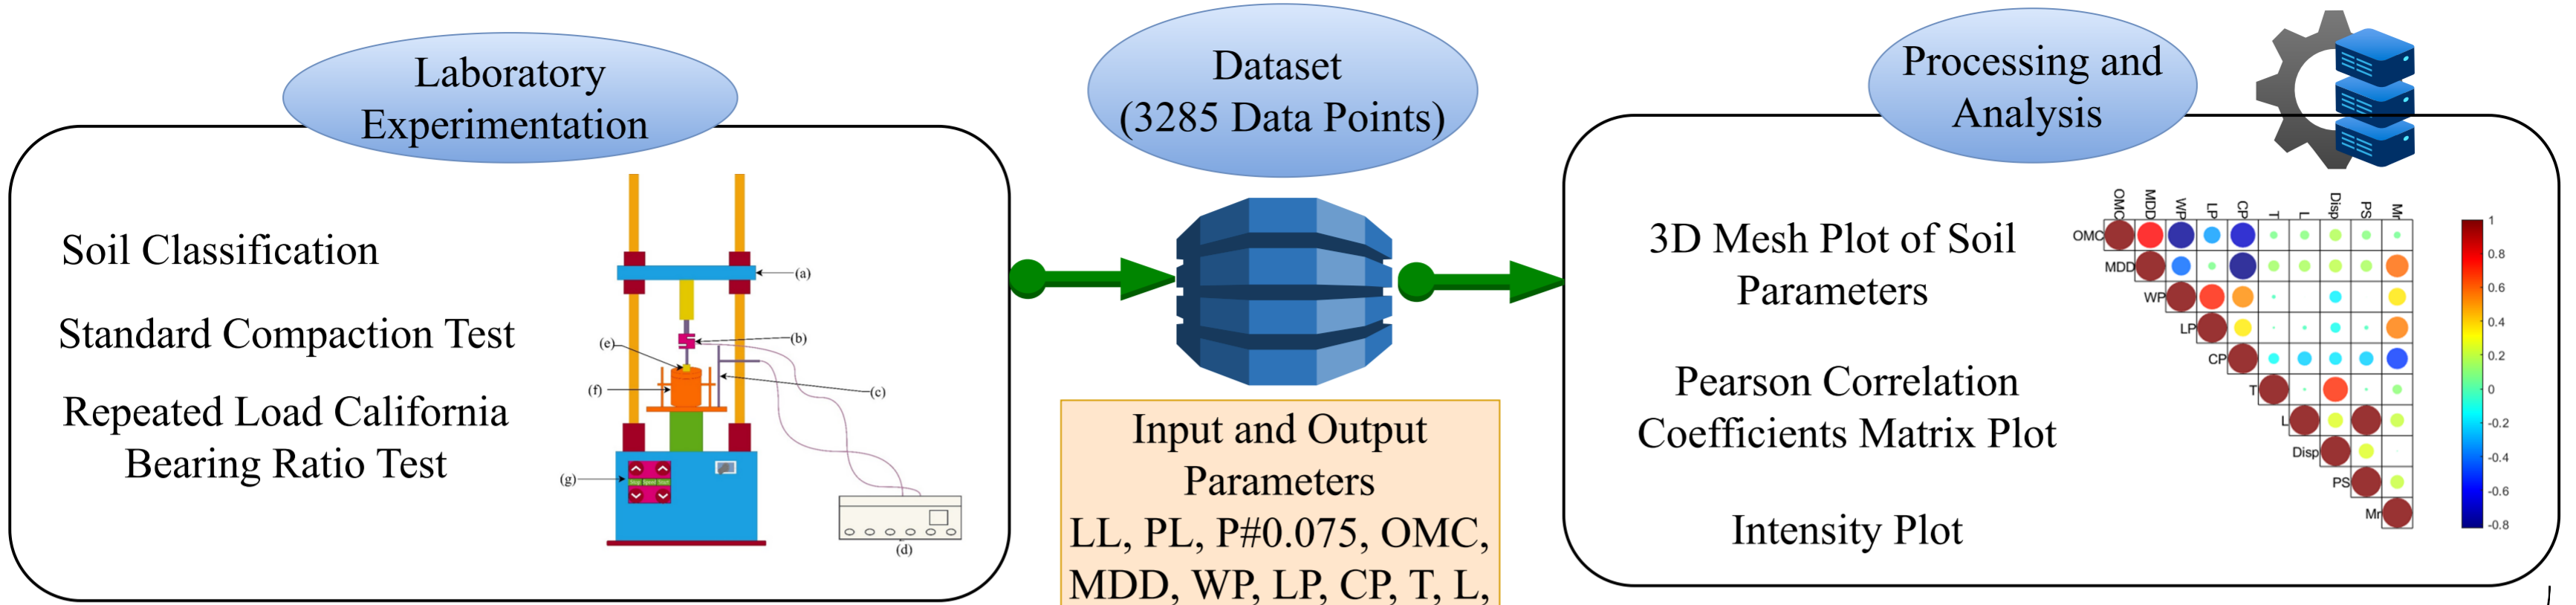 Laboratory
Experimentation
Soil Classification
Standard Compaction Test
Repeated Load California
Bearing Ratio Test
(a)
(b)
(e)
(f)
(c)
(g)
Stop Speed Start
(d)
Dataset
(3285 Data Points)
Input and Output
Parameters
LL, PL, P#0.075, OMC,
MDD, WP, LP, CP, T, L,
Processing and
Analysis
3D Mesh Plot of Soil
Parameters
Pearson Correlation
Coefficients Matrix Plot
Intensity Plot
OMC MDD WP LP CP T L Disp PS Mr
OMC
MDD
WP
LP
CP
T
L
Disp
PS
Mr
1
0.8
0.6
0.4
0.2
0
-0.2
-0.4
-0.6
-0.8